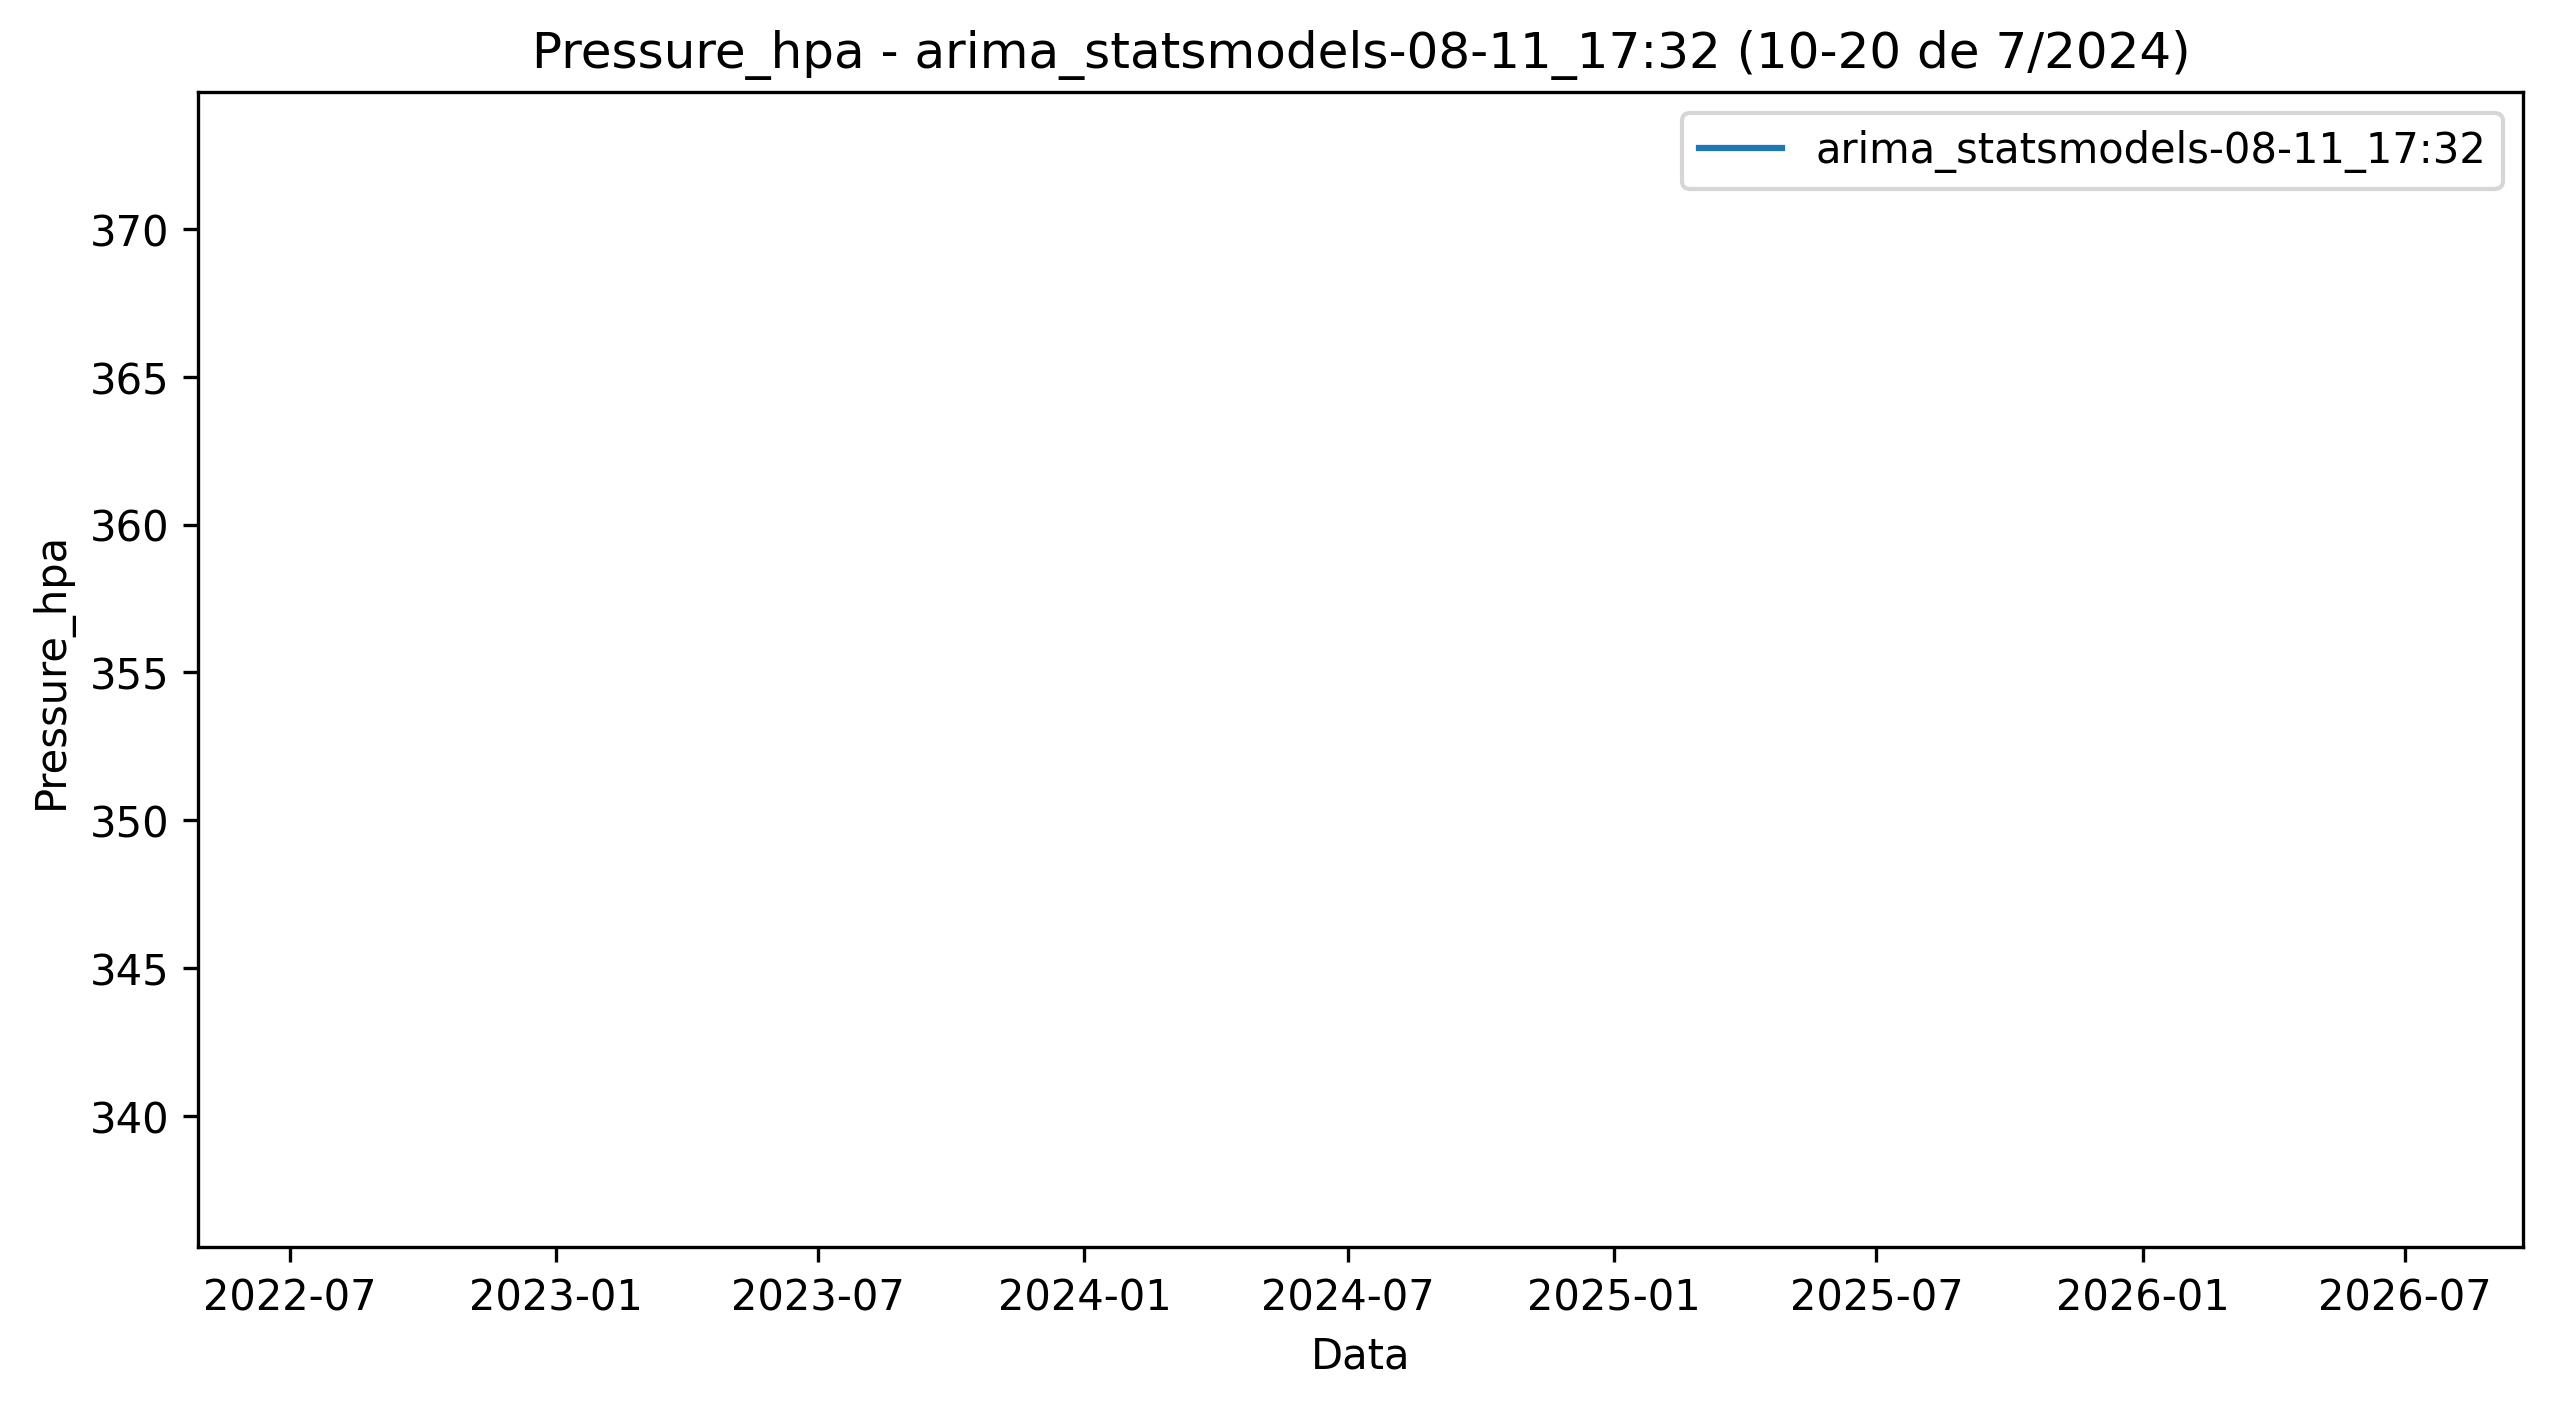 Pressure_hpa - arima_statsmodels-08-11_17:32 (10-20 de 7/2024)
arima_statsmodels-08-11_17:32
370
365
360
355
350
345
340
Pressure_hpa
2022-07 2023-01 2023-07 2024-01 2024-07 2025-01 2025-07 2026-01 2026-07
Data